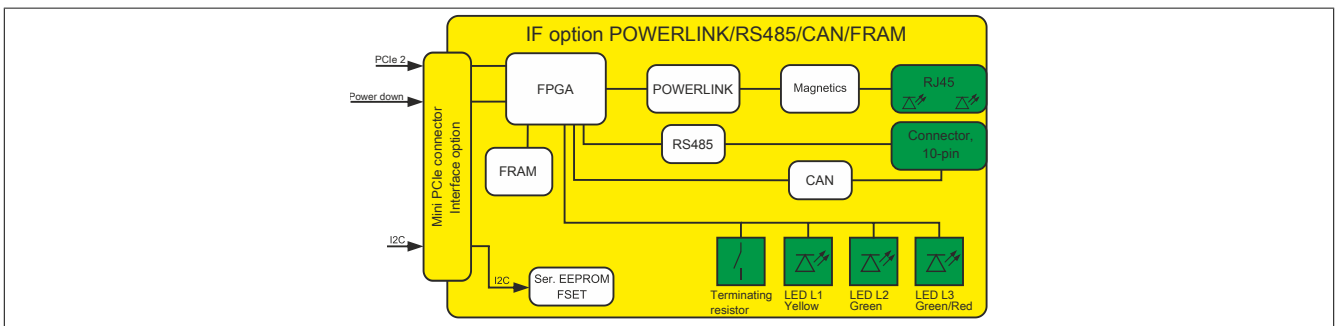 IF option POWERLINK/RS485/CAN/FRAM
PCIe 2
Power down
I2C
Mini PCIe connector
Interface option
FPGA
POWERLINK
Magnetics
RJ45
RS485
Connector,
10-pin
FRAM
CAN
I2C
Ser. EEPROM
FSET
Terminating
resistor
LED L1
Yellow
LED L2
Green
LED L3
Green/Red